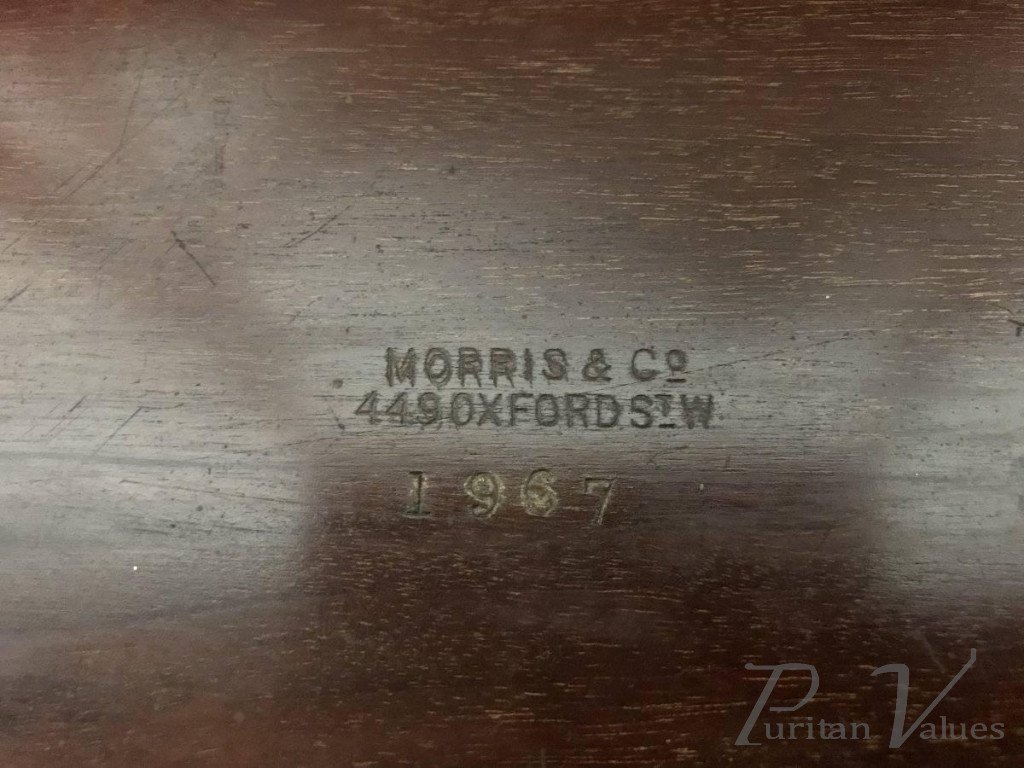 MORRIS & Cº
449 OXFORD Sᵀ W
1967
Puritan Values